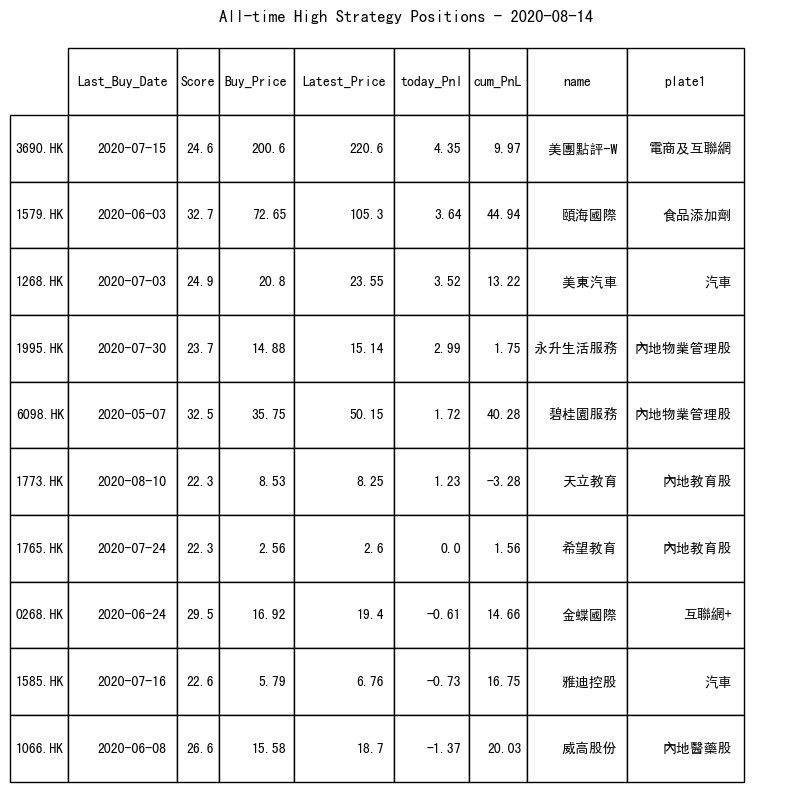 All-time High Strategy Positions - 2020-08-14
Last_Buy_Date Score Buy_Price Latest_Price today_Pnl cum_PnL name plate1
3690.HK 2020-07-15 24.6 200.6 220.6 4.35 9.97 美團點評-W 電商及互聯網
1579.HK 2020-06-03 32.7 72.65 105.3 3.64 44.94 頤海國際 食品添加劑
1268.HK 2020-07-03 24.9 20.8 23.55 3.52 13.22 美東汽車 汽車
1995.HK 2020-07-30 23.7 14.88 15.14 2.99 1.75 永升生活服務 內地物業管理股
6098.HK 2020-05-07 32.5 35.75 50.15 1.72 40.28 碧桂園服務 內地物業管理股
1773.HK 2020-08-10 22.3 8.53 8.25 1.23 -3.28 天立教育 內地教育股
1765.HK 2020-07-24 22.3 2.56 2.6 0.0 1.56 希望教育 內地教育股
0268.HK 2020-06-24 29.5 16.92 19.4 -0.61 14.66 金蝶國際 互聯網+
1585.HK 2020-07-16 22.6 5.79 6.76 -0.73 16.75 雅迪控股 汽車
1066.HK 2020-06-08 26.6 15.58 18.7 -1.37 20.03 威高股份 內地醫藥股